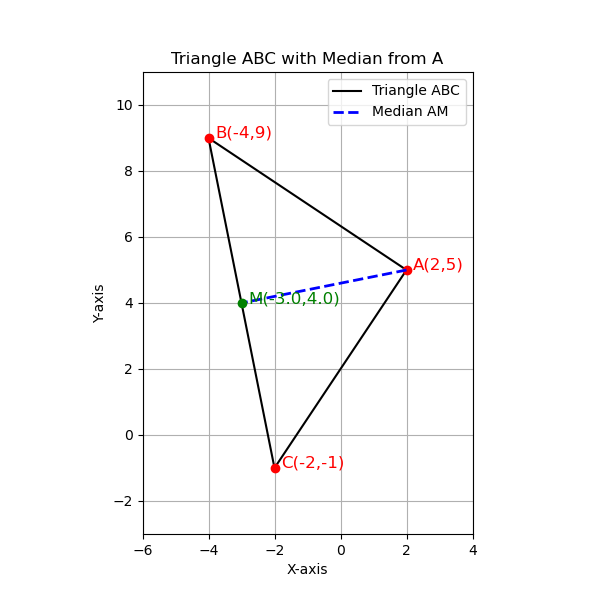 Triangle ABC with Median from A
Triangle ABC
Median AM
B(-4,9)
A(2,5)
M(-3.0,4.0)
C(-2,-1)
10
8
6
4
2
0
−2
−6
−4
−2
0
2
4
X-axis
Y-axis